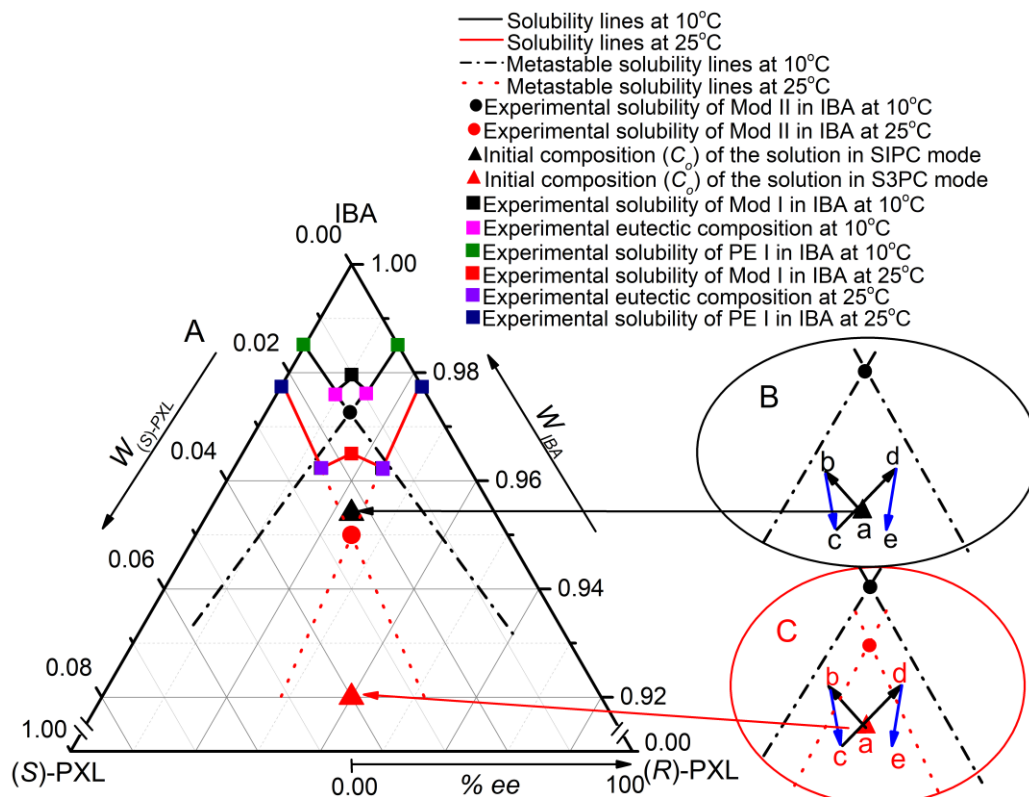 Solubility lines at 10°C
Solubility lines at 25°C
Metastable solubility lines at 10°C
Metastable solubility lines at 25°C
Experimental solubility of Mod II in IBA at 10°C
Experimental solubility of Mod II in IBA at 25°C
Initial composition (Co) of the solution in SIPC mode
Initial composition (Co) of the solution in S3PC mode
Experimental solubility of Mod I in IBA at 10°C
Experimental eutectic composition at 10°C
Experimental solubility of PE I in IBA at 10°C
Experimental solubility of Mod I in IBA at 25°C
Experimental eutectic composition at 25°C
Experimental solubility of PE I in IBA at 25°C
IBA
0.00
1.00
A
0.02
0.98
W(S)-PXL
WIBA
0.04
0.96
0.06
0.94
0.08
0.92
1.00
0.00
(S)-PXL
0.00
% ee
100
(R)-PXL
B
b
d
a
c
e
C
b
d
a
c
e